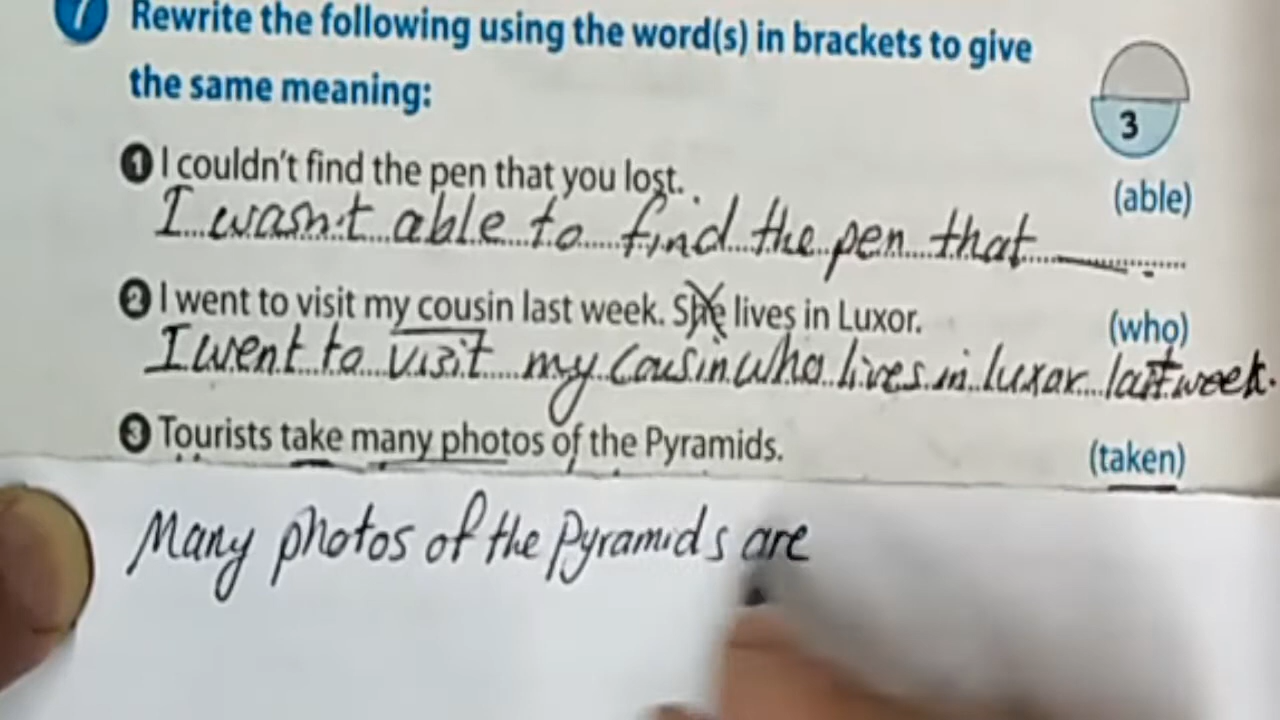 7 Rewrite the following using the word(s) in brackets to give
the same meaning:
3
1 I couldn't find the pen that you lost. (able)
I wasn't able to find the pen that
2 I went to visit my cousin last week. She lives in Luxor. (who)
I went to visit my cousin who lives in luxor last week.
3 Tourists take many photos of the Pyramids. (taken)
Many photos of the Pyramids are